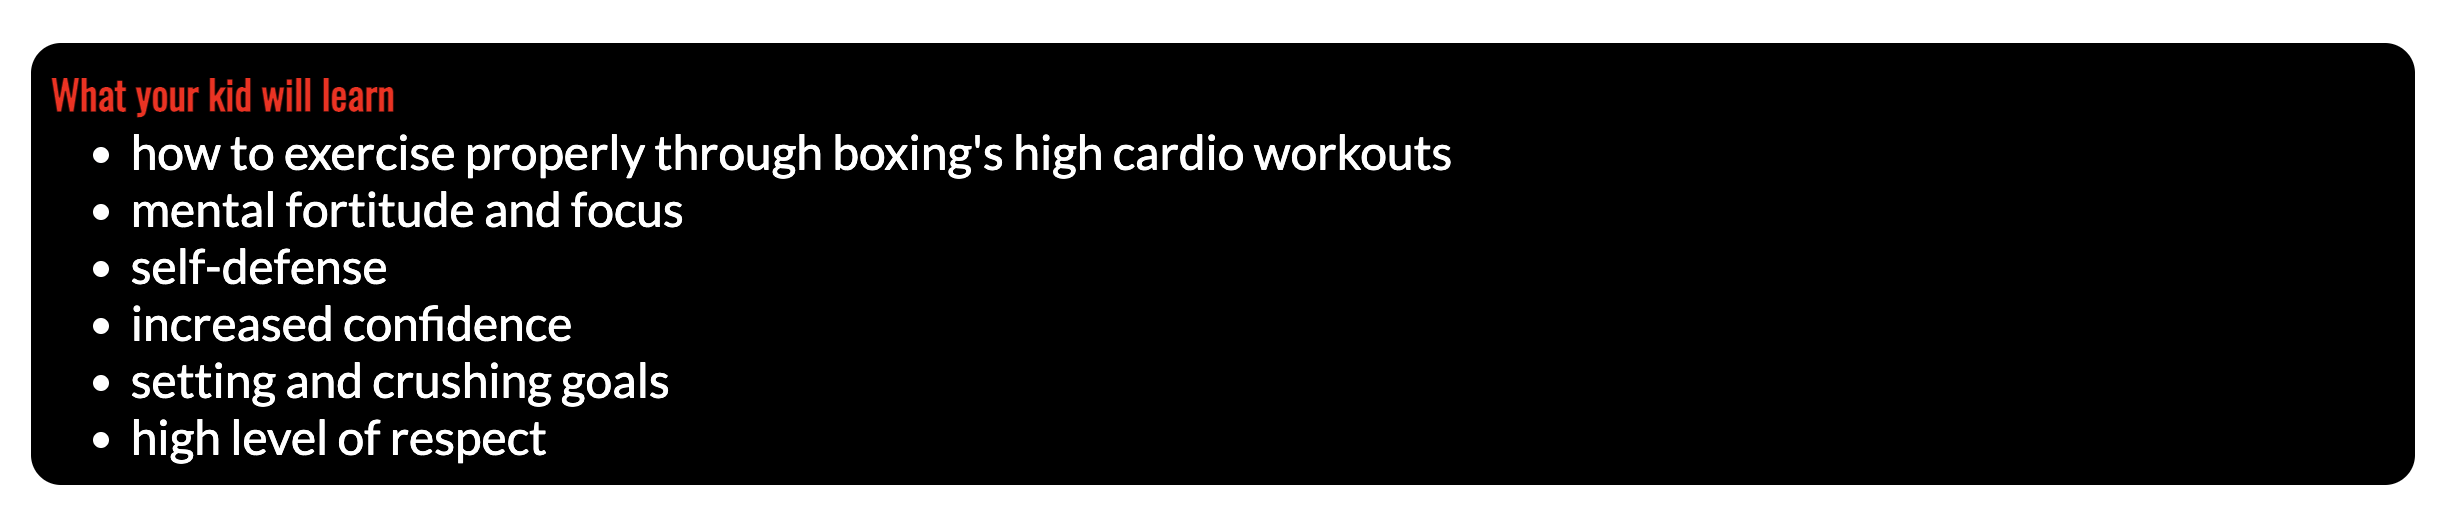 What your kid will learn
• how to exercise properly through boxing's high cardio workouts
• mental fortitude and focus
• self-defense
• increased confidence
• setting and crushing goals
• high level of respect